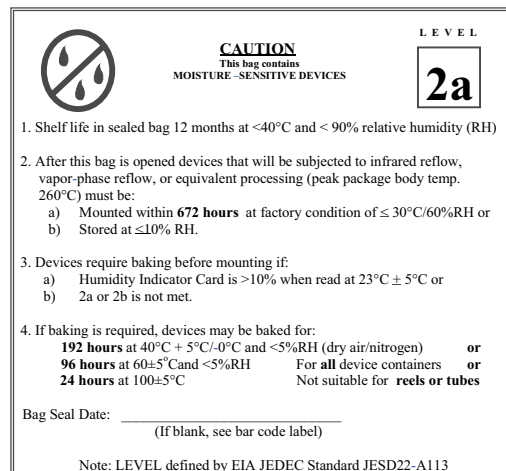 LEVEL
CAUTION
This bag contains
MOISTURE –SENSITIVE DEVICES
2a
1. Shelf life in sealed bag 12 months at <40°C and < 90% relative humidity (RH)
2. After this bag is opened devices that will be subjected to infrared reflow,
vapor-phase reflow, or equivalent processing (peak package body temp.
260°C) must be:
a) Mounted within 672 hours at factory condition of ≤ 30°C/60%RH or
b) Stored at ≤10% RH.
3. Devices require baking before mounting if:
a) Humidity Indicator Card is >10% when read at 23°C ± 5°C or
b) 2a or 2b is not met.
4. If baking is required, devices may be baked for:
192 hours at 40°C + 5°C/-0°C and <5%RH (dry air/nitrogen) or
96 hours at 60±5°Cand <5%RH For all device containers or
24 hours at 100±5°C Not suitable for reels or tubes
Bag Seal Date: ______________________________
(If blank, see bar code label)
Note: LEVEL defined by EIA JEDEC Standard JESD22-A113